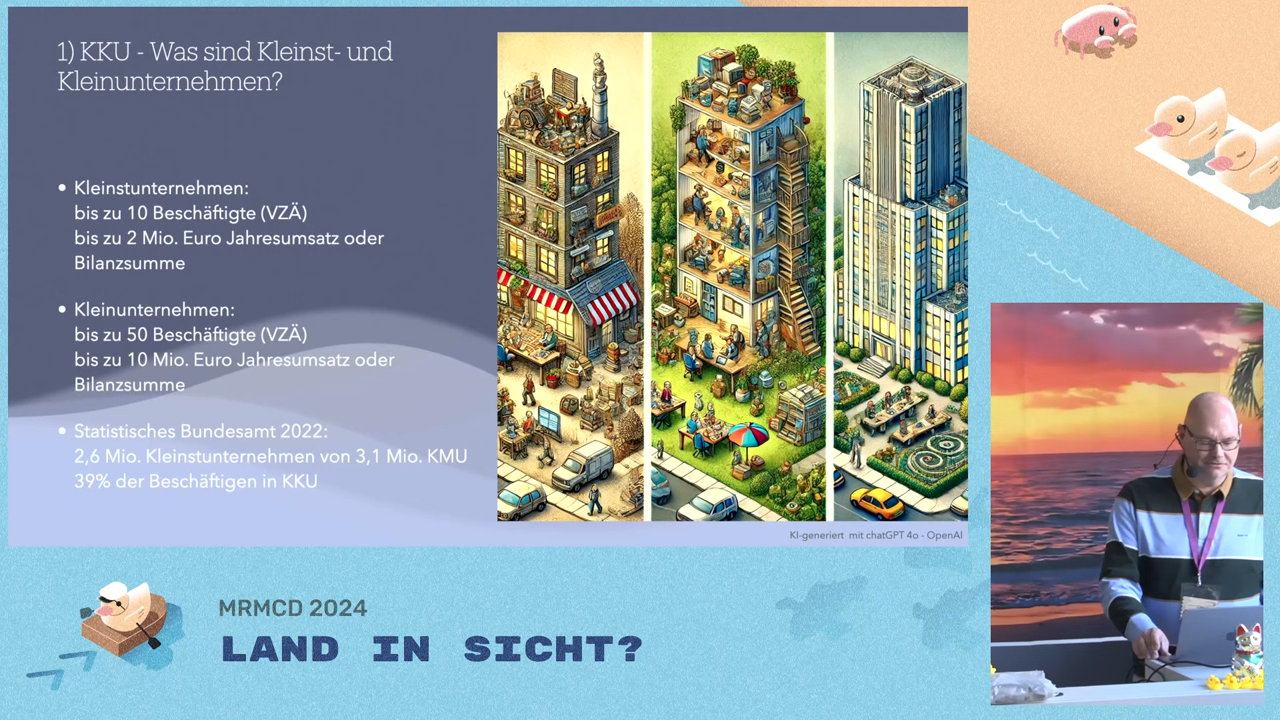 1) KKU - Was sind Kleinst- und
Kleinunternehmen?
• Kleinstunternehmen:
bis zu 10 Beschäftigte (VZÄ)
bis zu 2 Mio. Euro Jahresumsatz oder
Bilanzsumme
• Kleinunternehmen:
bis zu 50 Beschäftigte (VZÄ)
bis zu 10 Mio. Euro Jahresumsatz oder
Bilanzsumme
• Statistisches Bundesamt 2022:
2,6 Mio. Kleinstunternehmen von 3,1 Mio. KMU
39% der Beschäftigen in KKU
KI-generiert mit chatGPT 4o - OpenAI
MRMCD 2024
LAND IN SICHT?